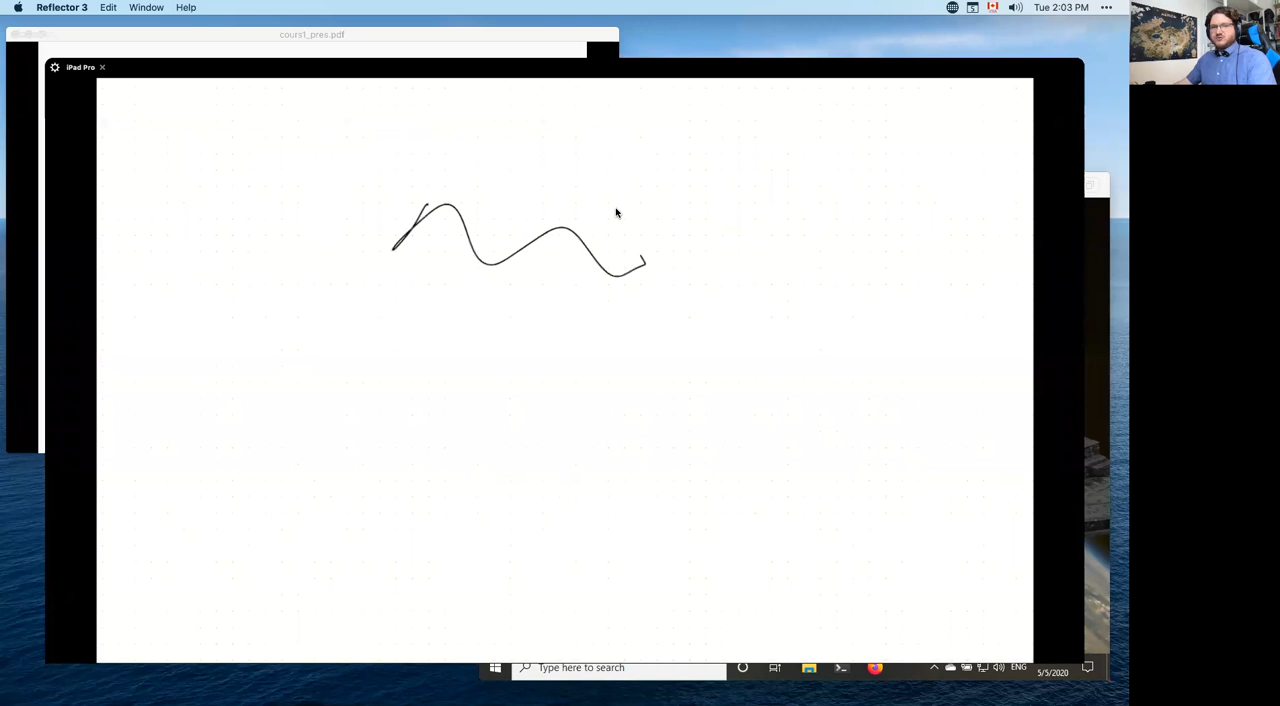 Reflector 3 Edit Window Help Tue 2:03 PM
cours1_pres.pdf
iPad Pro
Type here to search ENG
5/5/2020